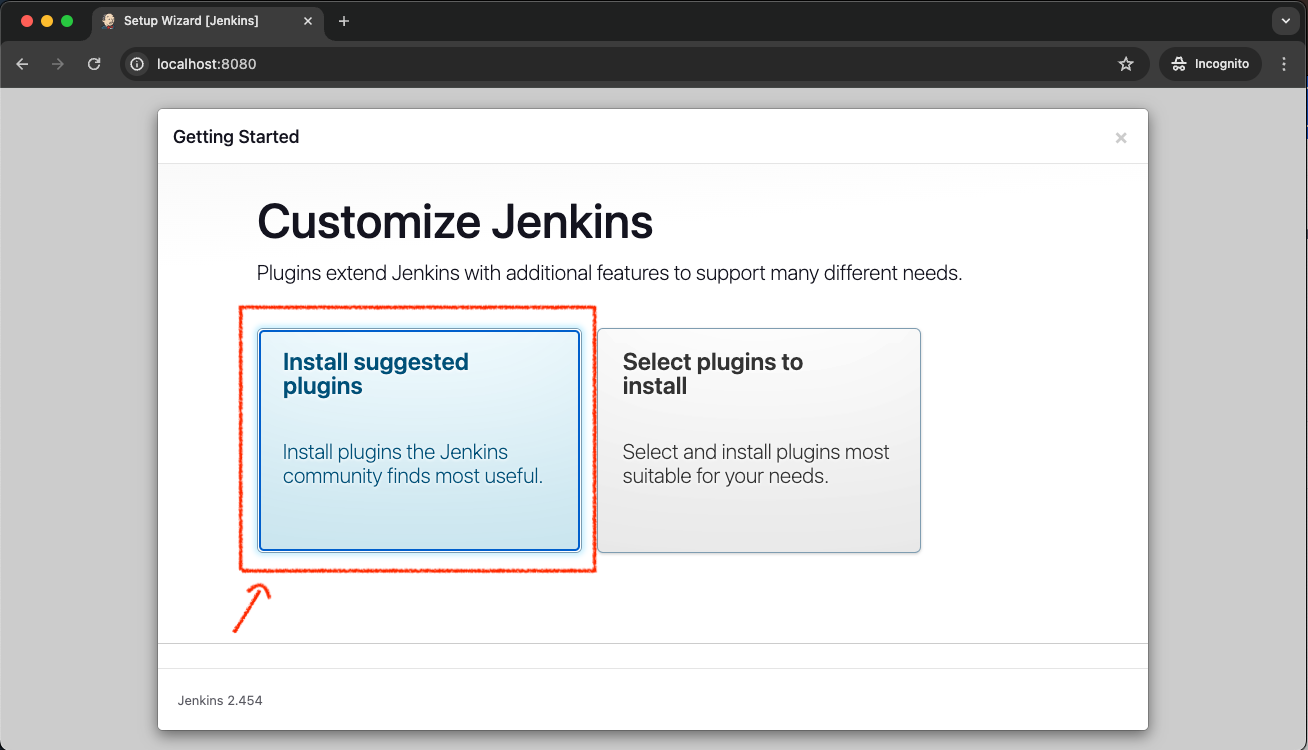 Setup Wizard [Jenkins]
localhost:8080
Incognito
Getting Started
Customize Jenkins
Plugins extend Jenkins with additional features to support many different needs.
Install suggested
plugins
Install plugins the Jenkins
community finds most useful.
Select plugins to
install
Select and install plugins most
suitable for your needs.
Jenkins 2.454